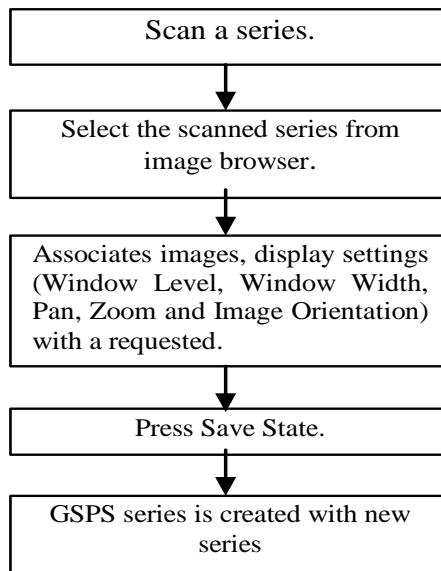 Scan a series.
Select the scanned series from
image browser.
Associates images, display settings
(Window Level, Window Width,
Pan, Zoom and Image Orientation)
with a requested.
Press Save State.
GSPS series is created with new
series